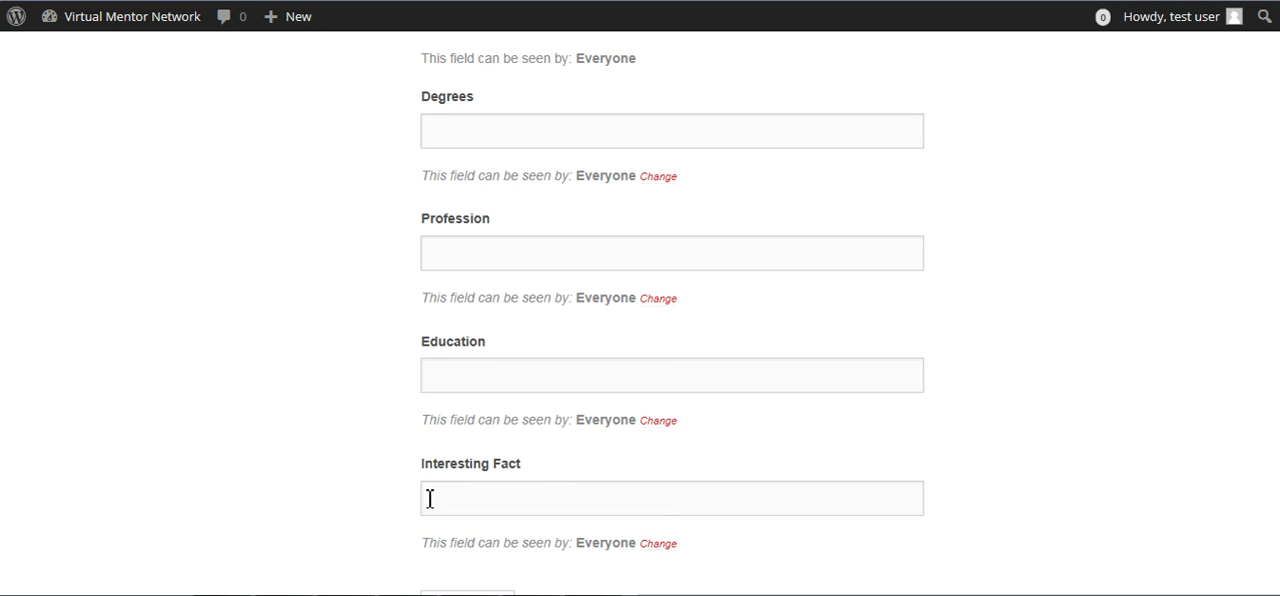 Virtual Mentor Network 0 + New 0 Howdy, test user
This field can be seen by: Everyone
Degrees
This field can be seen by: Everyone Change
Profession
This field can be seen by: Everyone Change
Education
This field can be seen by: Everyone Change
Interesting Fact
This field can be seen by: Everyone Change